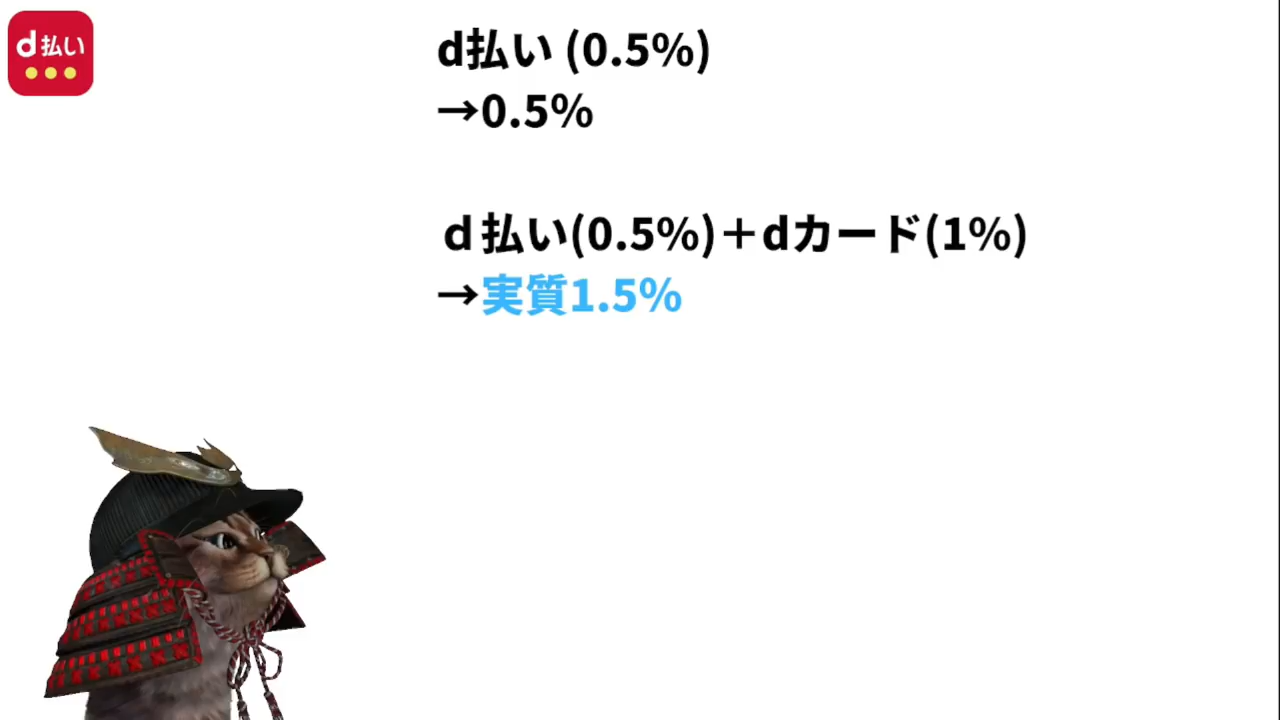 d払い
d払い (0.5%)
→0.5%
ｄ払い(0.5%)＋dカード(1%)
→実質1.5%